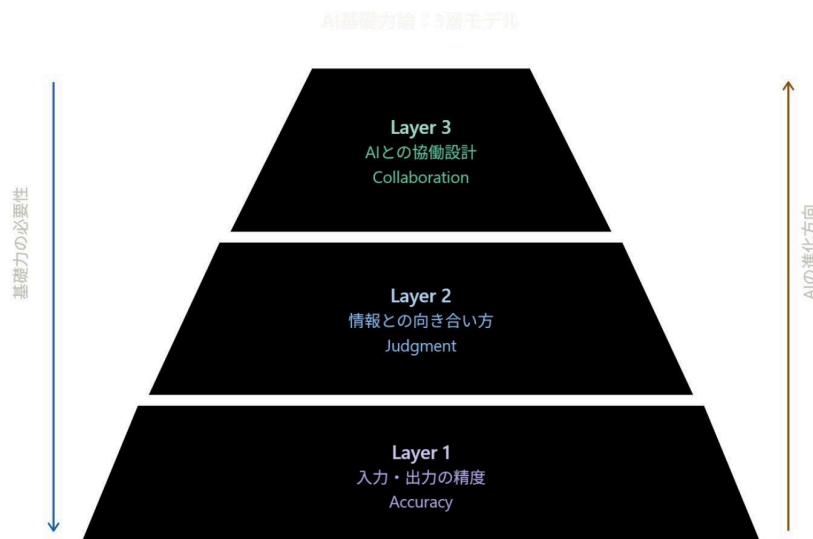 AI基礎力論：3層モデル
基礎力の必要性
AIの進化方向
Layer 3
AIとの協働設計
Collaboration
Layer 2
情報との向き合い方
Judgment
Layer 1
入力・出力の精度
Accuracy